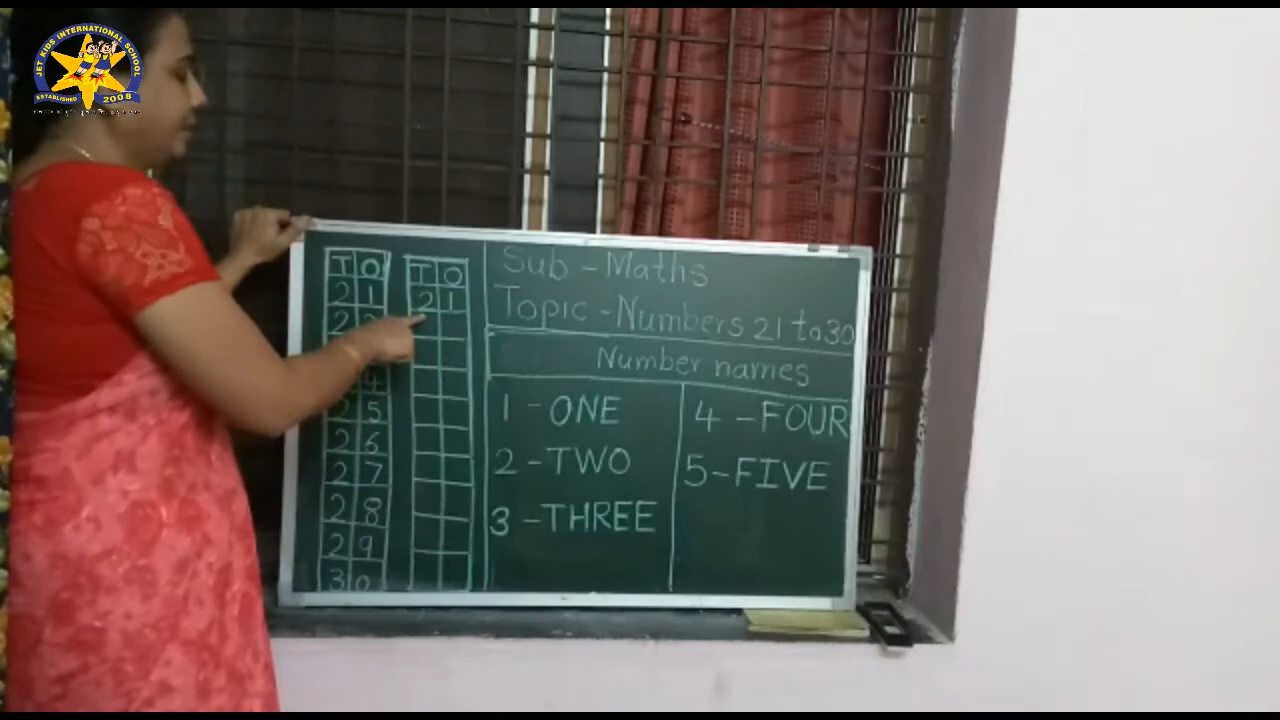 JET KIDS INTERNATIONAL SCHOOL
ESTABLISHED 2008
T O
2 1
2
4
2 5
2 6
2 7
2 8
2 9
3 0
T O
2 1
Sub - Maths
Topic - Numbers 21 to 30
Number names
1 - ONE
2 - TWO
3 - THREE
4 - FOUR
5 - FIVE